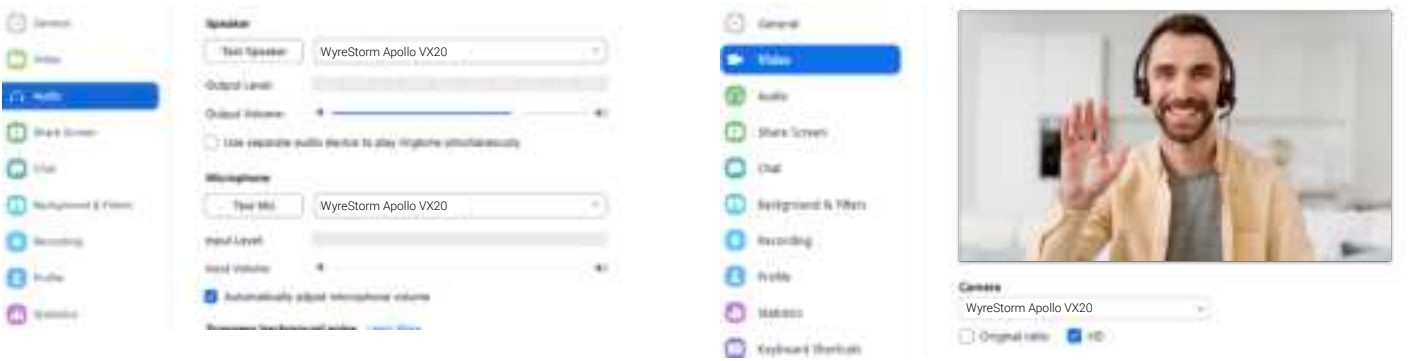 General
Video
Audio
Share Screen
Chat
Background & Filters
Recording
Profile
Statistics
Speaker
Test Speaker
WyreStorm Apollo VX20
Output Level:
Output Volume:
Use separate audio device to play ringtone simultaneously
Microphone
Test Mic
WyreStorm Apollo VX20
Input Level:
Input Volume:
Automatically adjust microphone volume
General
Video
Audio
Share Screen
Chat
Background & Filters
Recording
Profile
Statistics
Keyboard Shortcuts
Camera
WyreStorm Apollo VX20
Original ratio
HD